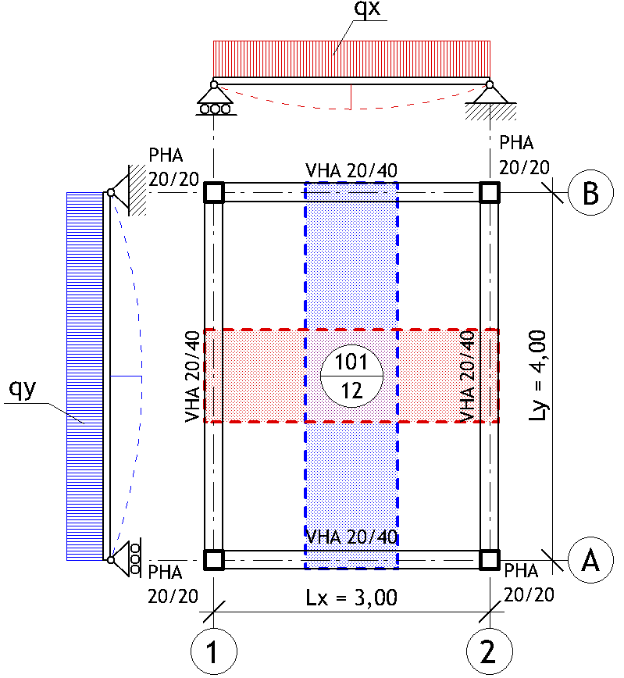 qx
PHA
20/20
VHA 20/40
PHA
20/20
B
qy
VHA 20/40
101
12
VHA 20/40
Ly = 4,00
VHA 20/40
PHA
20/20
PHA
20/20
A
Lx = 3,00
1
2